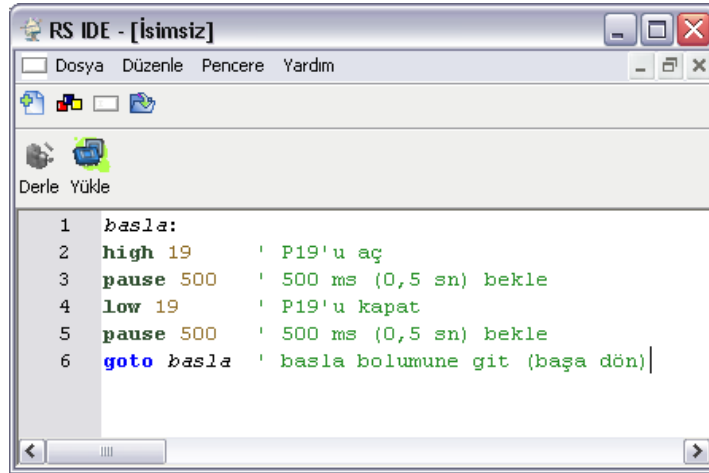 RS IDE - [İsimsiz]
Dosya Düzenle Pencere Yardım
Derle Yükle
1 basla:
2 high 19 ' P19'u aç
3 pause 500 ' 500 ms (0,5 sn) bekle
4 low 19 ' P19'u kapat
5 pause 500 ' 500 ms (0,5 sn) bekle
6 goto basla ' basla bolumune git (başa dön)